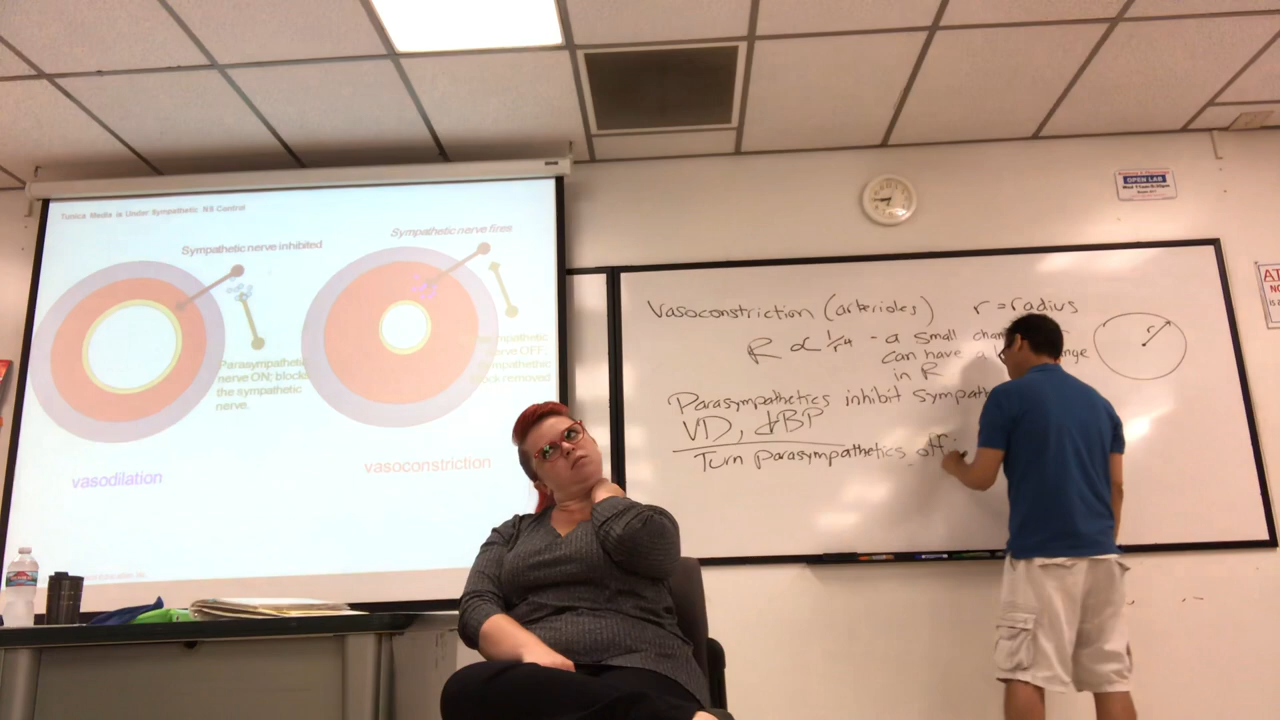 Tunica Media is Under Sympathetic NS Control
Sympathetic nerve inhibited
Sympathetic nerve fires
Parasympathetic
nerve ON; blocks
the sympathetic
nerve.
nerve OFF;
block removed
vasodilation
vasoconstriction
Vasoconstriction (arterioles) r = radius
R ∝ 1/r4 - a small
can have a
in R
r
Parasympathetics inhibit
VD, ↓BP
Turn parasympathetics off
OPEN LAB